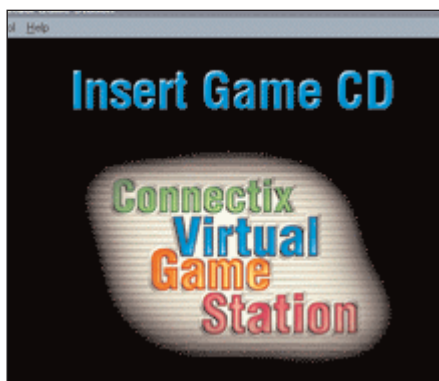 Help
Insert Game CD
Connectix
Virtual
Game
Station